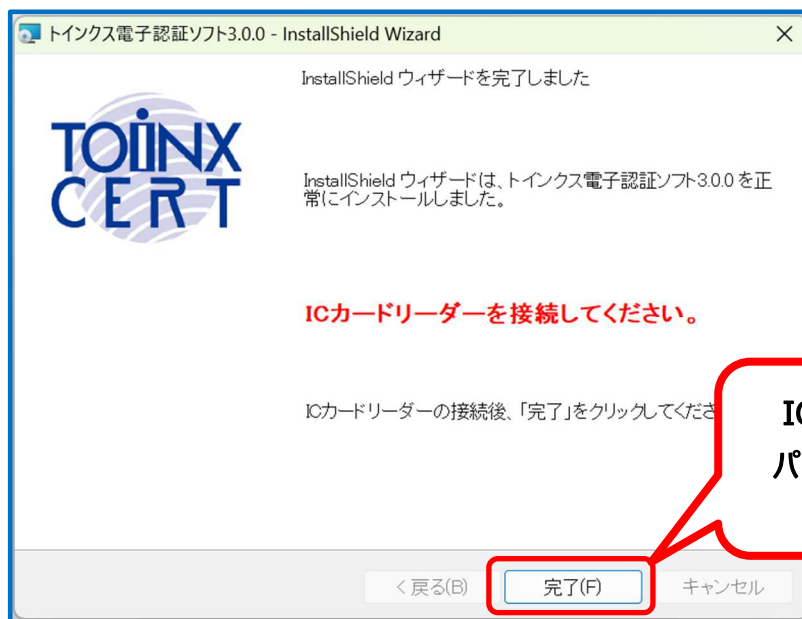 トインクス電子認証ソフト3.0.0 - InstallShield Wizard
InstallShield ウィザードを完了しました
TOiNX
CERT
InstallShield ウィザードは、トインクス電子認証ソフト3.0.0 を正
常にインストールしました。
ICカードリーダーを接続してください。
ICカードリーダーの接続後、「完了」をクリックしてくださ
IC
パ
< 戻る(B)
完了(F)
キャンセル